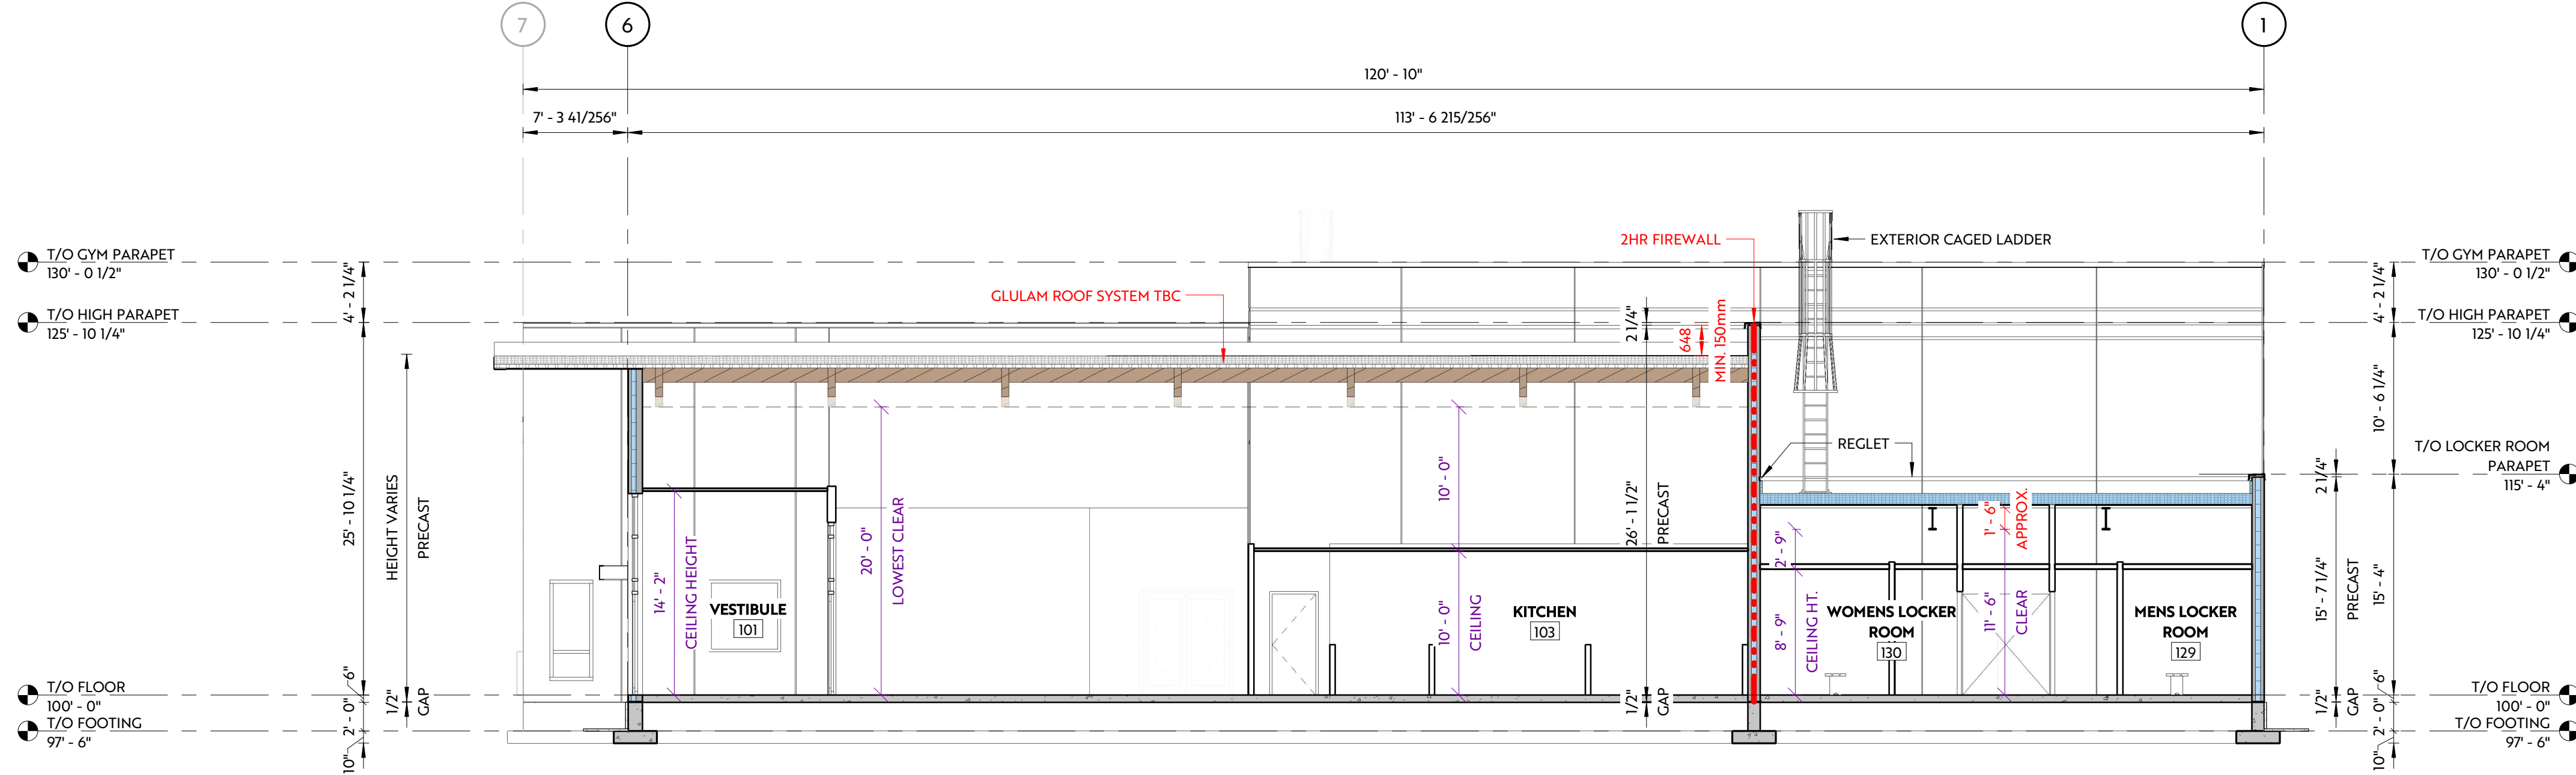 7
6
1
120' - 10"
7' - 3 41/256"
113' - 6 215/256"
T/O GYM PARAPET
130' - 0 1/2"
T/O HIGH PARAPET
125' - 10 1/4"
T/O FLOOR
100' - 0"
T/O FOOTING
97' - 6"
4' - 2 1/4"
25' - 10 1/4"
6"
2' - 0"
10"
HEIGHT VARIES
PRECAST
1/2"
GAP
GLULAM ROOF SYSTEM TBC
2HR FIREWALL
EXTERIOR CAGED LADDER
2 1/4"
648
MIN. 150mm
REGLET
14' - 2"
CEILING HEIGHT
VESTIBULE
101
20' - 0"
LOWEST CLEAR
10' - 0"
10' - 0"
CEILING
KITCHEN
103
26' - 1 1/2"
PRECAST
1/2"
GAP
2' - 9"
8' - 9"
CEILING HT.
WOMENS LOCKER
ROOM
130
1' - 6"
APPROX.
11' - 6"
CLEAR
MENS LOCKER
ROOM
129
2 1/4"
15' - 7 1/4"
PRECAST
1/2"
GAP
4' - 2 1/4"
10' - 6 1/4"
15' - 4"
6"
2' - 0"
10"
T/O GYM PARAPET
130' - 0 1/2"
T/O HIGH PARAPET
125' - 10 1/4"
T/O LOCKER ROOM
PARAPET
115' - 4"
T/O FLOOR
100' - 0"
T/O FOOTING
97' - 6"